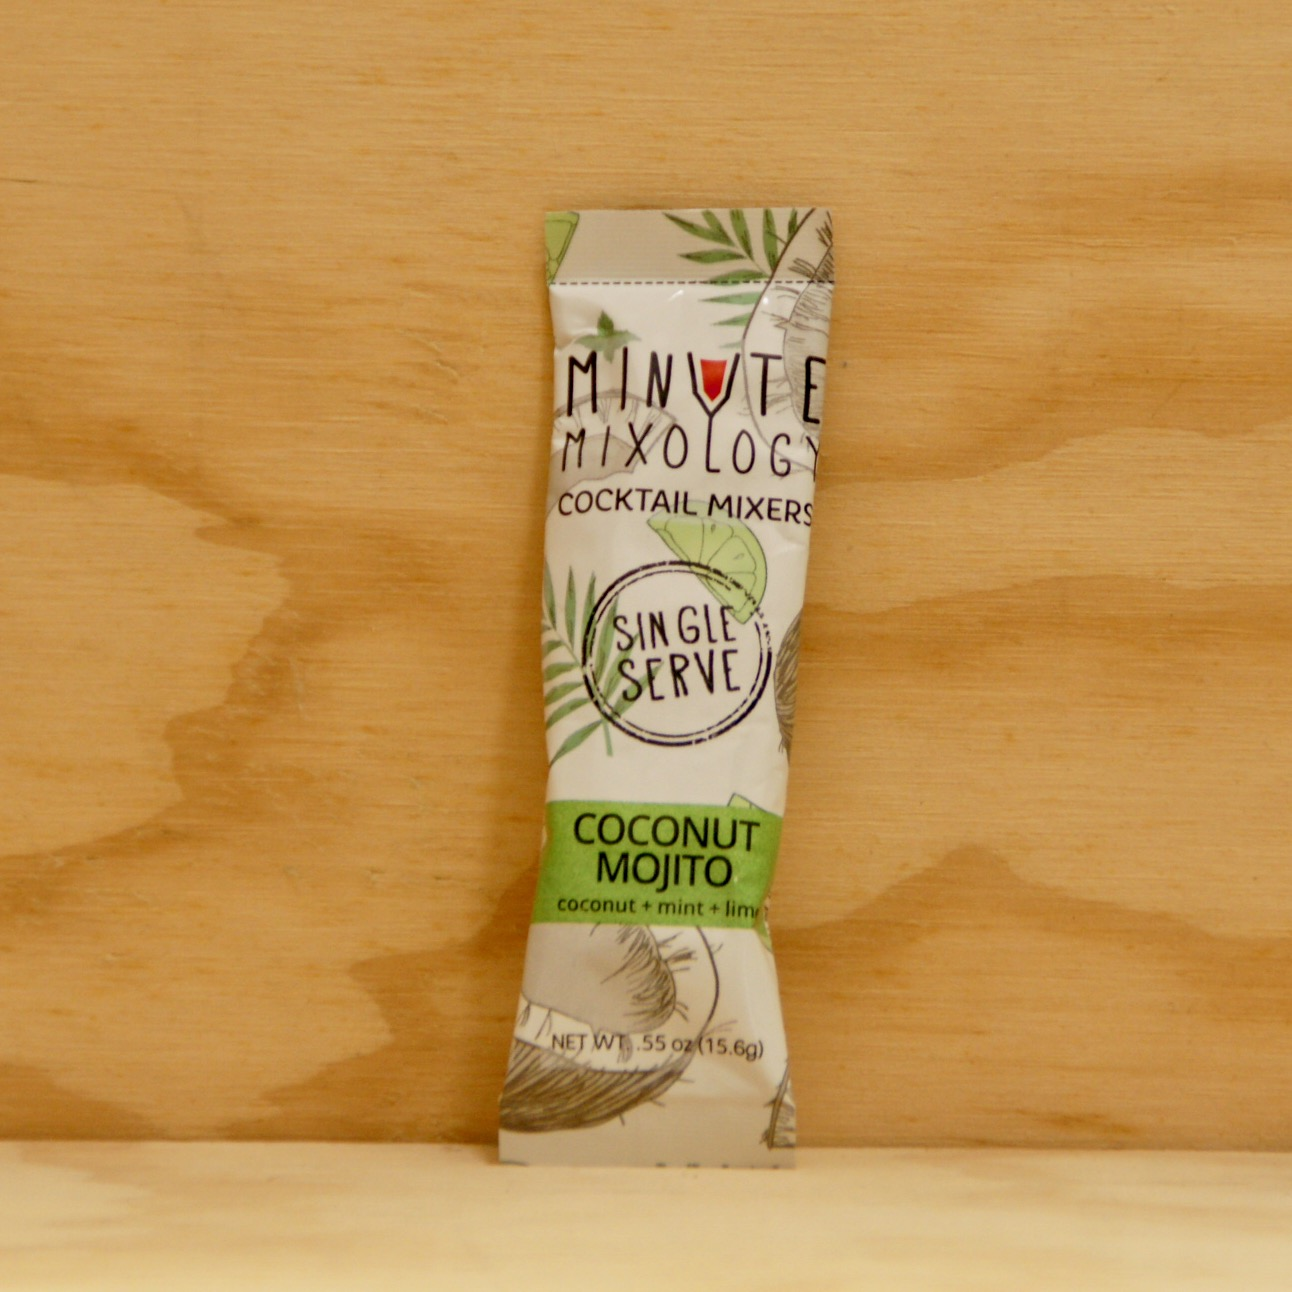 MINUTE
MIXOLOGY
COCKTAIL MIXERS
SINGLE
SERVE
COCONUT
MOJITO
coconut + mint + lime
NET WT. .55 oz (15.6g)